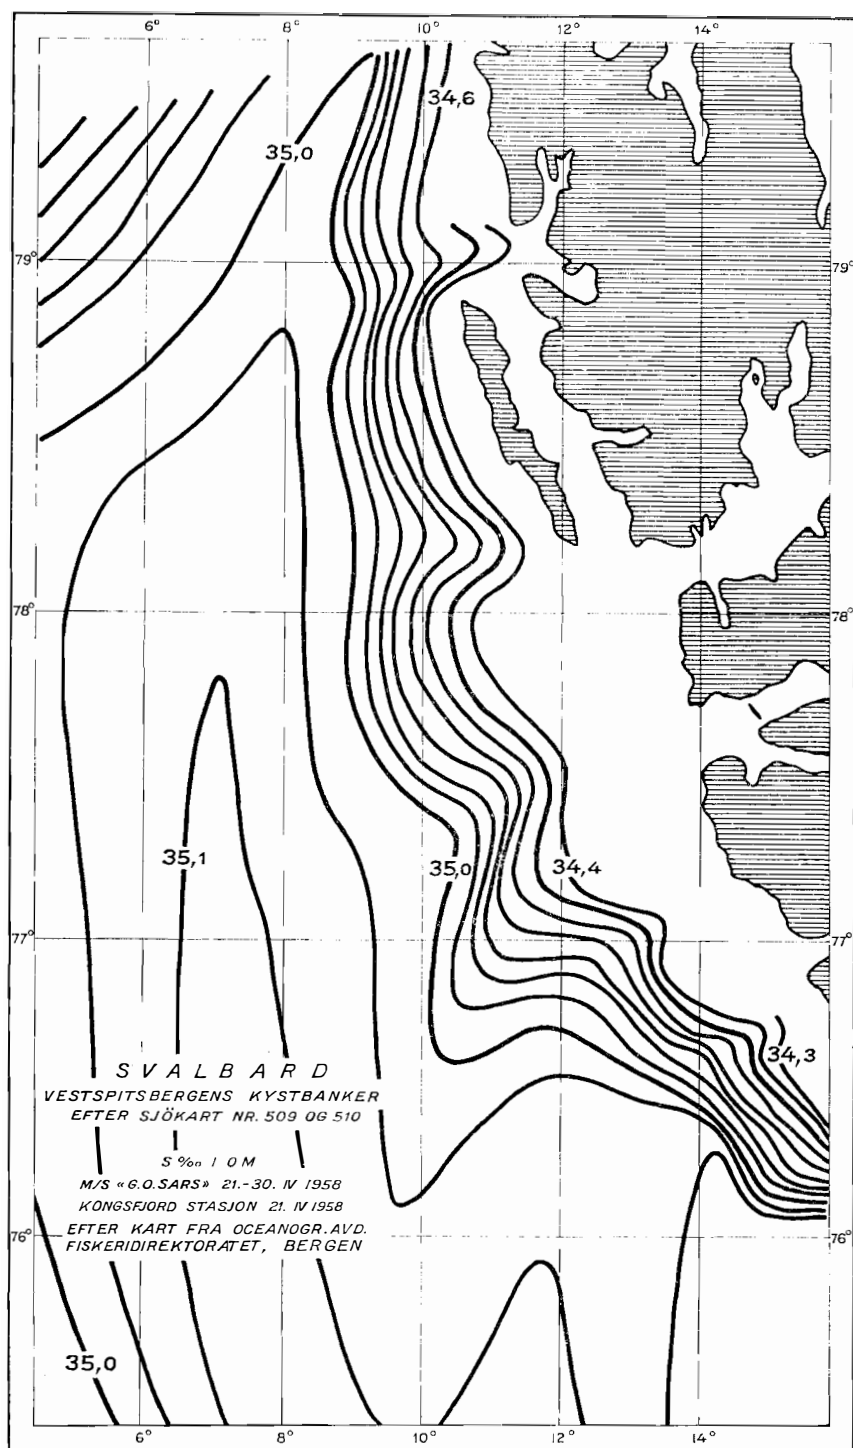 6° 8° 10° 12° 14°
34,6
35,0
79° 79°
78° 78°
35,1
35,0 34,4
77° 77°
34,3
SVALBARD
VESTSPITSBERGENS KYSTBANKER
EFTER SJÖKART NR. 509 OG 510
S‰ I 0 M
M/S «G.O.SARS» 21.-30. IV 1958
KONGSFJORD STASJON 21. IV 1958
EFTER KART FRA OCEANOGR. AVD.
FISKERIDIREKTORATET, BERGEN
76° 76°
35,0
6° 8° 10° 12° 14°